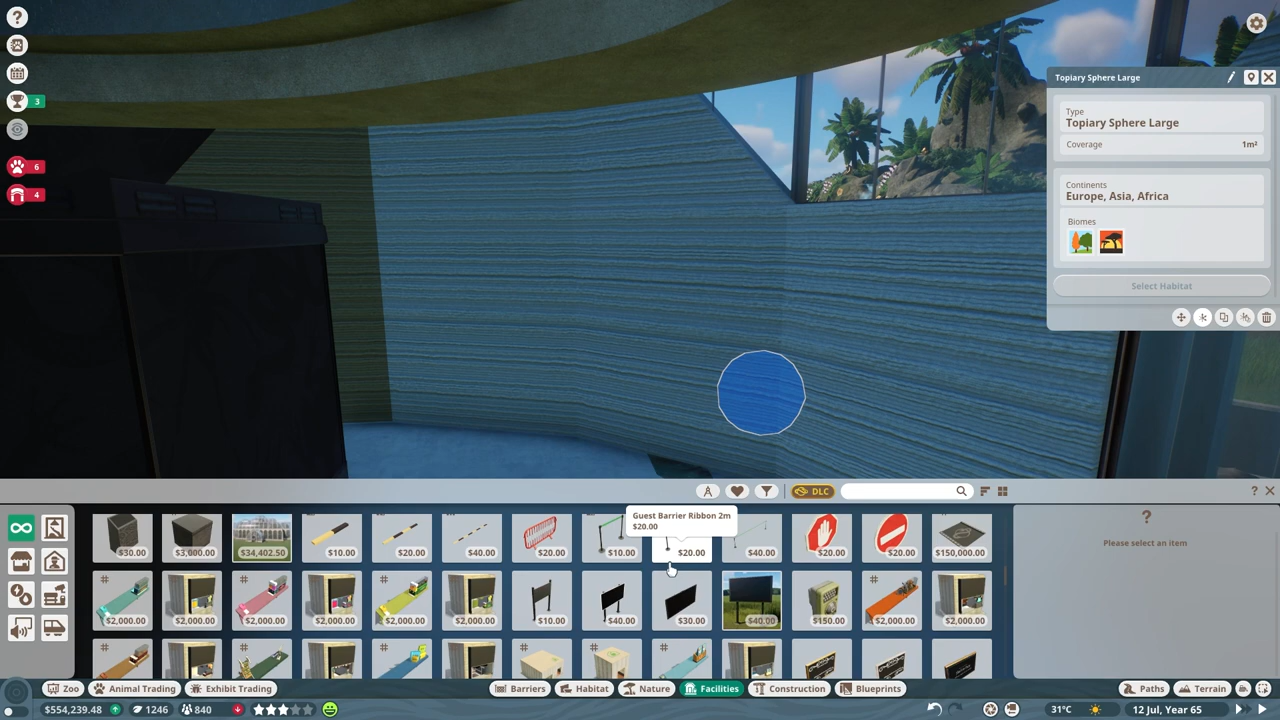 ?
3
6
4
Topiary Sphere Large
Type
Topiary Sphere Large
Coverage 1m²
Continents
Europe, Asia, Africa
Biomes
Select Habitat
DLC
?
Guest Barrier Ribbon 2m
$20.00
$30.00 $3,000.00 $34,402.50 $10.00 $20.00 $40.00 $20.00 $10.00 $20.00 $40.00 $20.00 $20.00 $150,000.00
$2,000.00 $2,000.00 $2,000.00 $2,000.00 $2,000.00 $2,000.00 $10.00 $40.00 $30.00 $40.00 $150.00 $2,000.00 $2,000.00
?
Please select an item
Zoo Animal Trading Exhibit Trading Barriers Habitat Nature Facilities Construction Blueprints Paths Terrain
$554,239.48 1246 840 31°C 12 Jul, Year 65